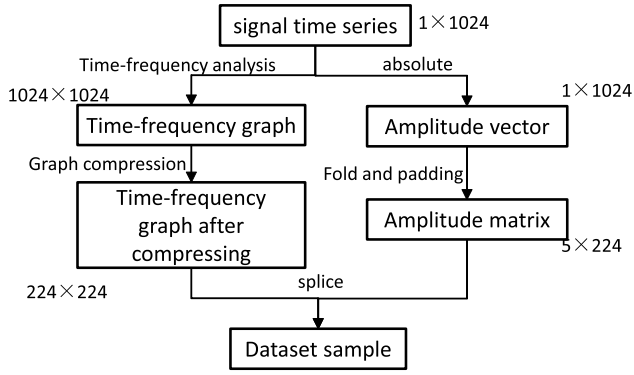 signal time series
1×1024
Time-frequency analysis
absolute
1024×1024
1×1024
Time-frequency graph
Amplitude vector
Graph compression
Fold and padding
Time-frequency
graph after
compressing
Amplitude matrix
5×224
224×224
splice
Dataset sample